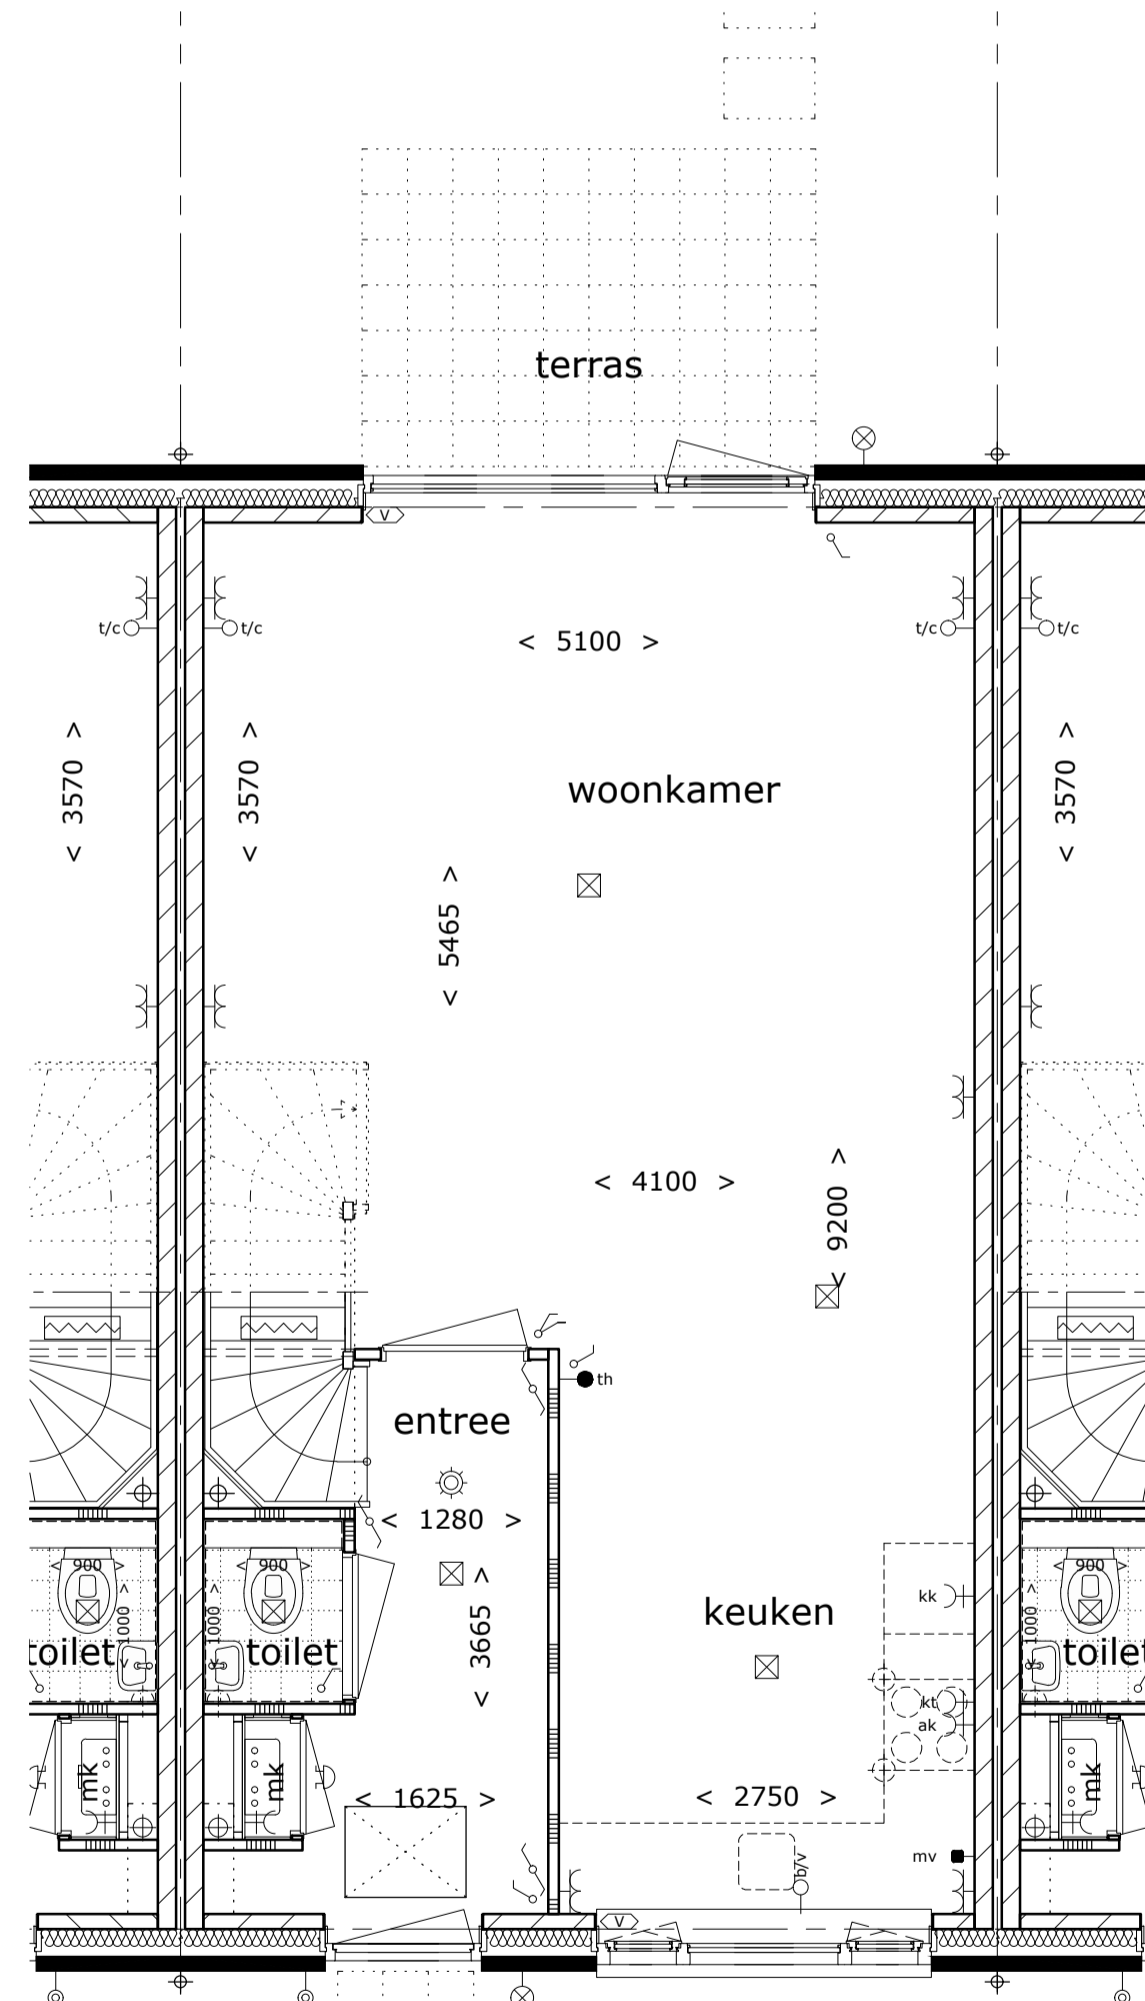 terras
V
< 5100 >
t/c
t/c
t/c
t/c
< 3570 >
< 3570 >
< 3570 >
woonkamer
< 5465 >
< 4100 >
< 9200 >
th
entree
< 1280 >
< 900 >
< 900 >
< 900 >
< 1000 >
< 1000 >
< 1000 >
toilet
toilet
toilet
< 3665 >
keuken
kk
kt
ak
mk
mk
mk
< 1625 >
< 2750 >
b/v
mv
V